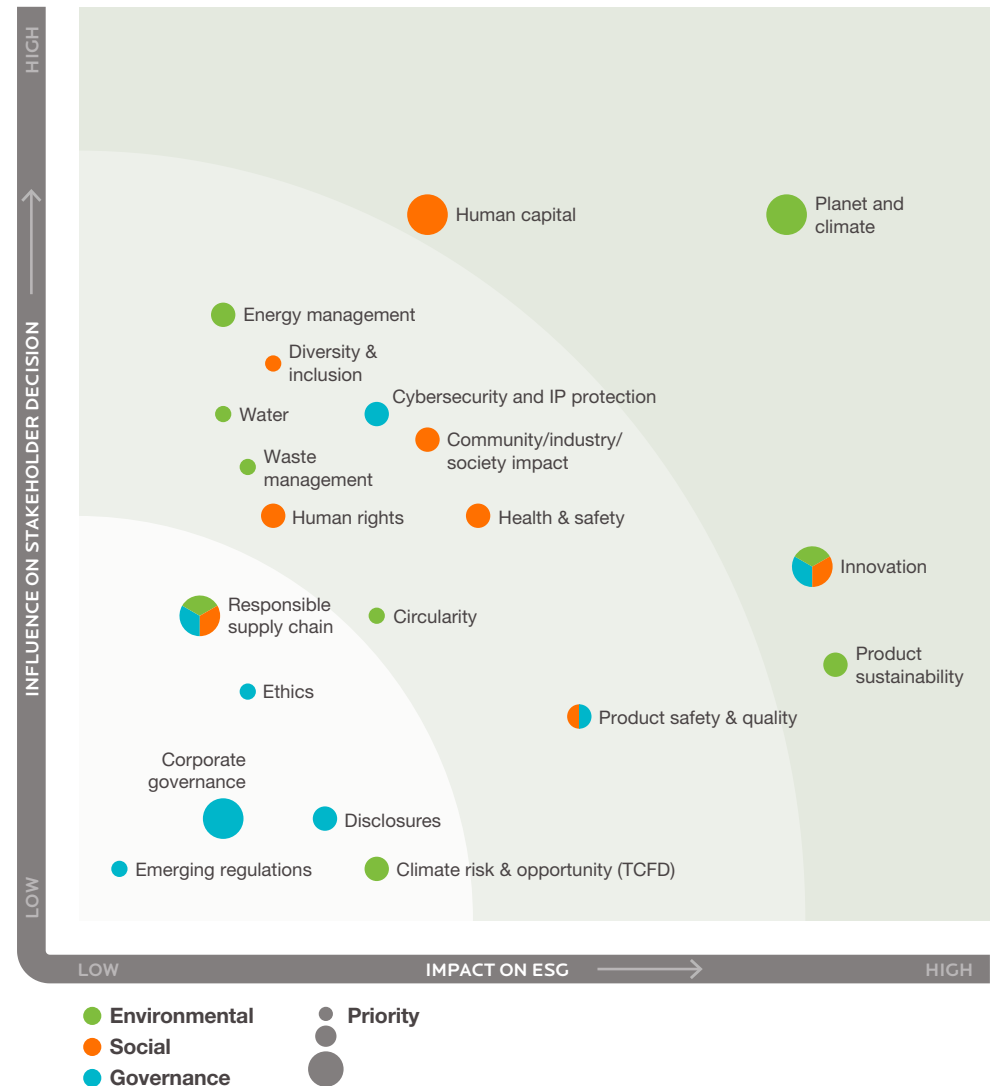 HIGH
INFLUENCE ON STAKEHOLDER DECISION
LOW
Human capital
Planet and
climate
Energy management
Diversity &
inclusion
Cybersecurity and IP protection
Water
Community/industry/
society impact
Waste
management
Human rights
Health & safety
Innovation
Responsible
supply chain
Circularity
Product
sustainability
Ethics
Product safety & quality
Corporate
governance
Disclosures
Emerging regulations
Climate risk & opportunity (TCFD)
LOW
IMPACT ON ESG
HIGH
Environmental
Social
Governance
Priority